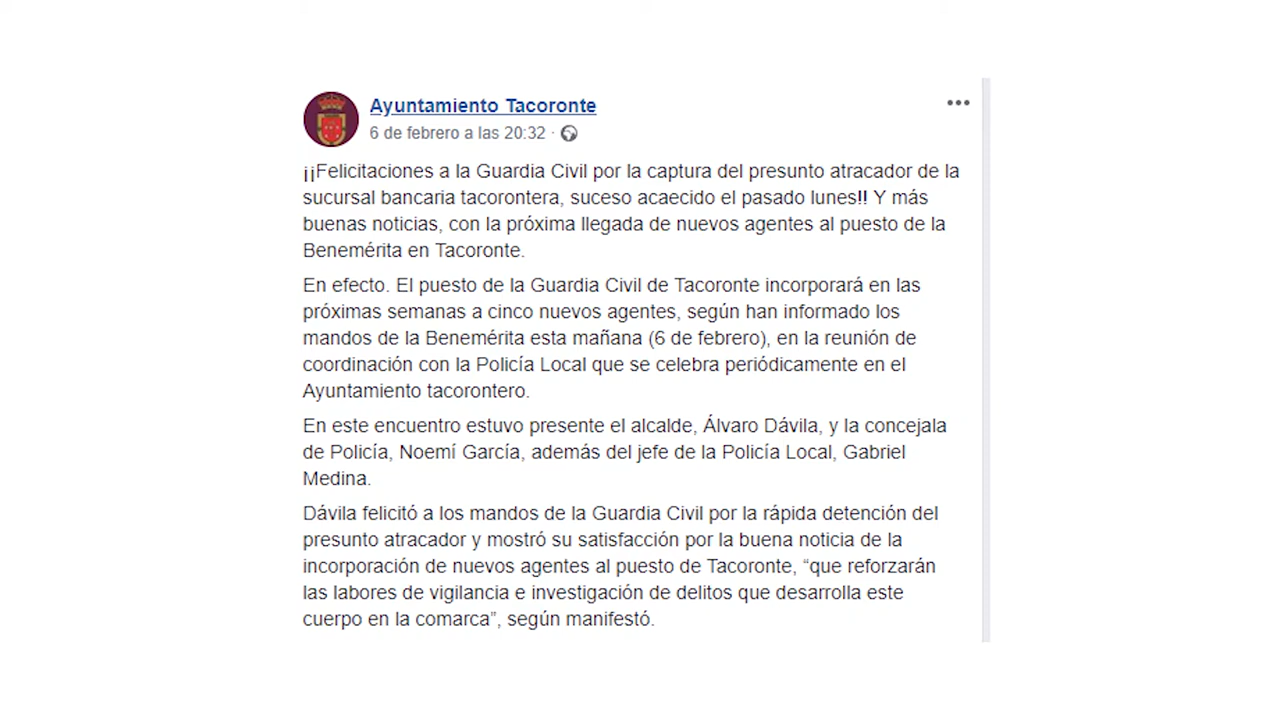 Ayuntamiento Tacoronte
6 de febrero a las 20:32 ·
¡¡Felicitaciones a la Guardia Civil por la captura del presunto atracador de la
sucursal bancaria tacorontera, suceso acaecido el pasado lunes!! Y más
buenas noticias, con la próxima llegada de nuevos agentes al puesto de la
Benemérita en Tacoronte.
En efecto. El puesto de la Guardia Civil de Tacoronte incorporará en las
próximas semanas a cinco nuevos agentes, según han informado los
mandos de la Benemérita esta mañana (6 de febrero), en la reunión de
coordinación con la Policía Local que se celebra periódicamente en el
Ayuntamiento tacorontero.
En este encuentro estuvo presente el alcalde, Álvaro Dávila, y la concejala
de Policía, Noemí García, además del jefe de la Policía Local, Gabriel
Medina.
Dávila felicitó a los mandos de la Guardia Civil por la rápida detención del
presunto atracador y mostró su satisfacción por la buena noticia de la
incorporación de nuevos agentes al puesto de Tacoronte, “que reforzarán
las labores de vigilancia e investigación de delitos que desarrolla este
cuerpo en la comarca”, según manifestó.